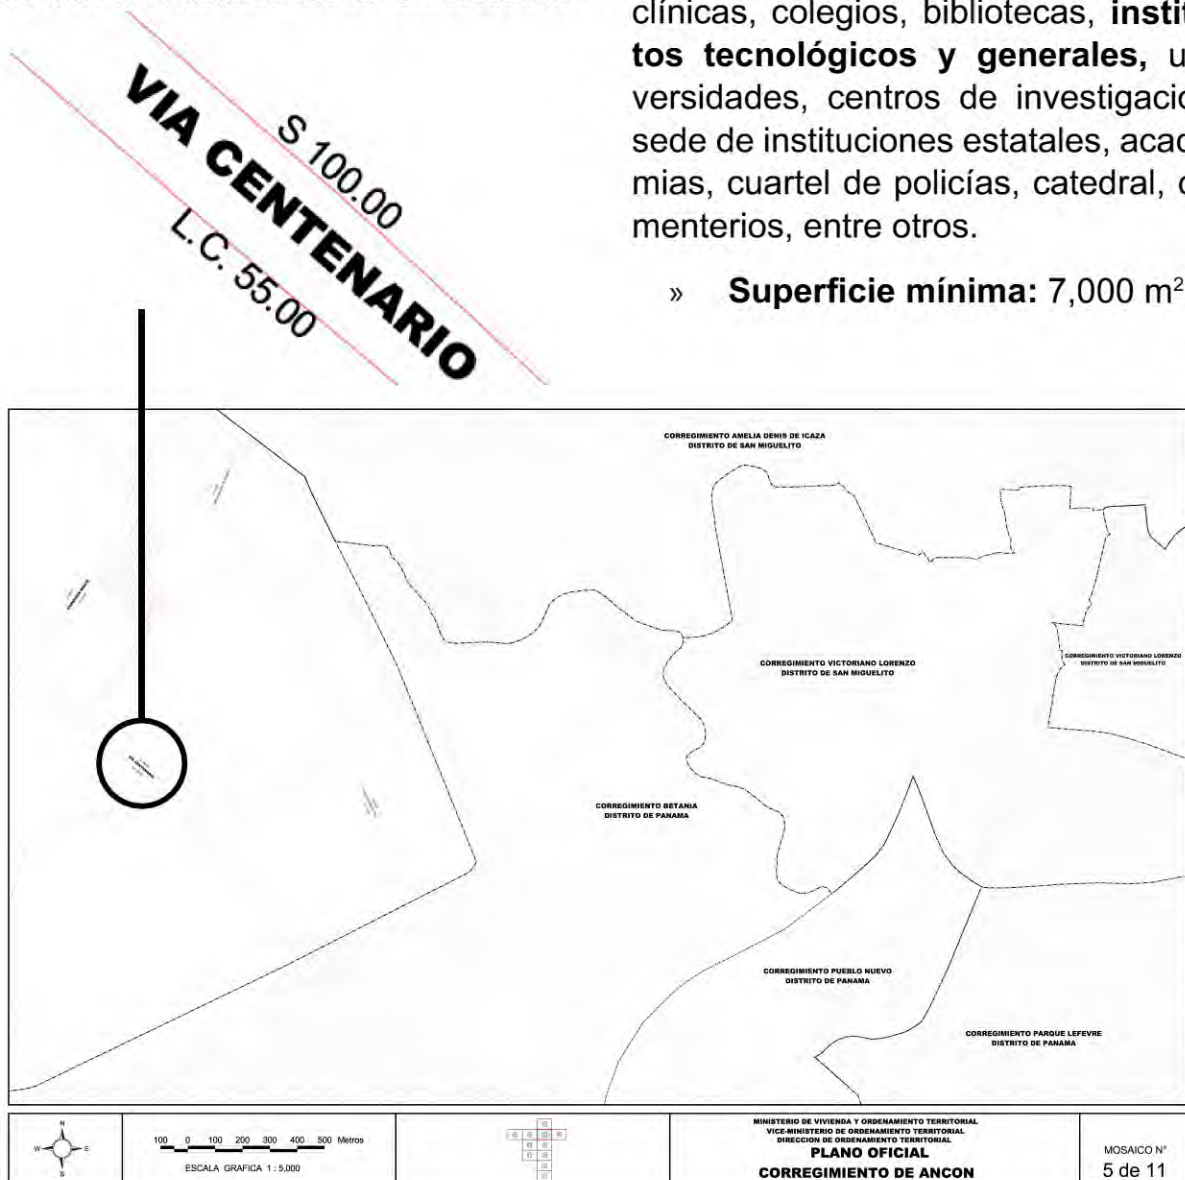 clínicas, colegios, bibliotecas, instit
tos tecnológicos y generales, u
versidades, centros de investigacio
sede de instituciones estatales, acad
mias, cuartel de policías, catedral, c
menterios, entre otros.
» Superficie mínima: 7,000 m²
S 100.00
VIA CENTENARIO
L.C. 55.00
CORREGIMIENTO AMELIA DENIS DE ICAZA
DISTRITO DE SAN MIGUELITO
CORREGIMIENTO VICTORIANO LORENZO
DISTRITO DE SAN MIGUELITO
CORREGIMIENTO VICTORIANO LORENZO
DISTRITO DE SAN MIGUELITO
VIA CENTENARIO
CORREGIMIENTO BETANIA
DISTRITO DE PANAMA
CORREGIMIENTO PUEBLO NUEVO
DISTRITO DE PANAMA
CORREGIMIENTO PARQUE LEFEVRE
DISTRITO DE PANAMA
N
W E
S
100 0 100 200 300 400 500 Metros
ESCALA GRAFICA 1 : 5,000
MINISTERIO DE VIVIENDA Y ORDENAMIENTO TERRITORIAL
VICE-MINISTERIO DE ORDENAMIENTO TERRITORIAL
DIRECCION DE ORDENAMIENTO TERRITORIAL
PLANO OFICIAL
CORREGIMIENTO DE ANCON
MOSAICO N°
5 de 11